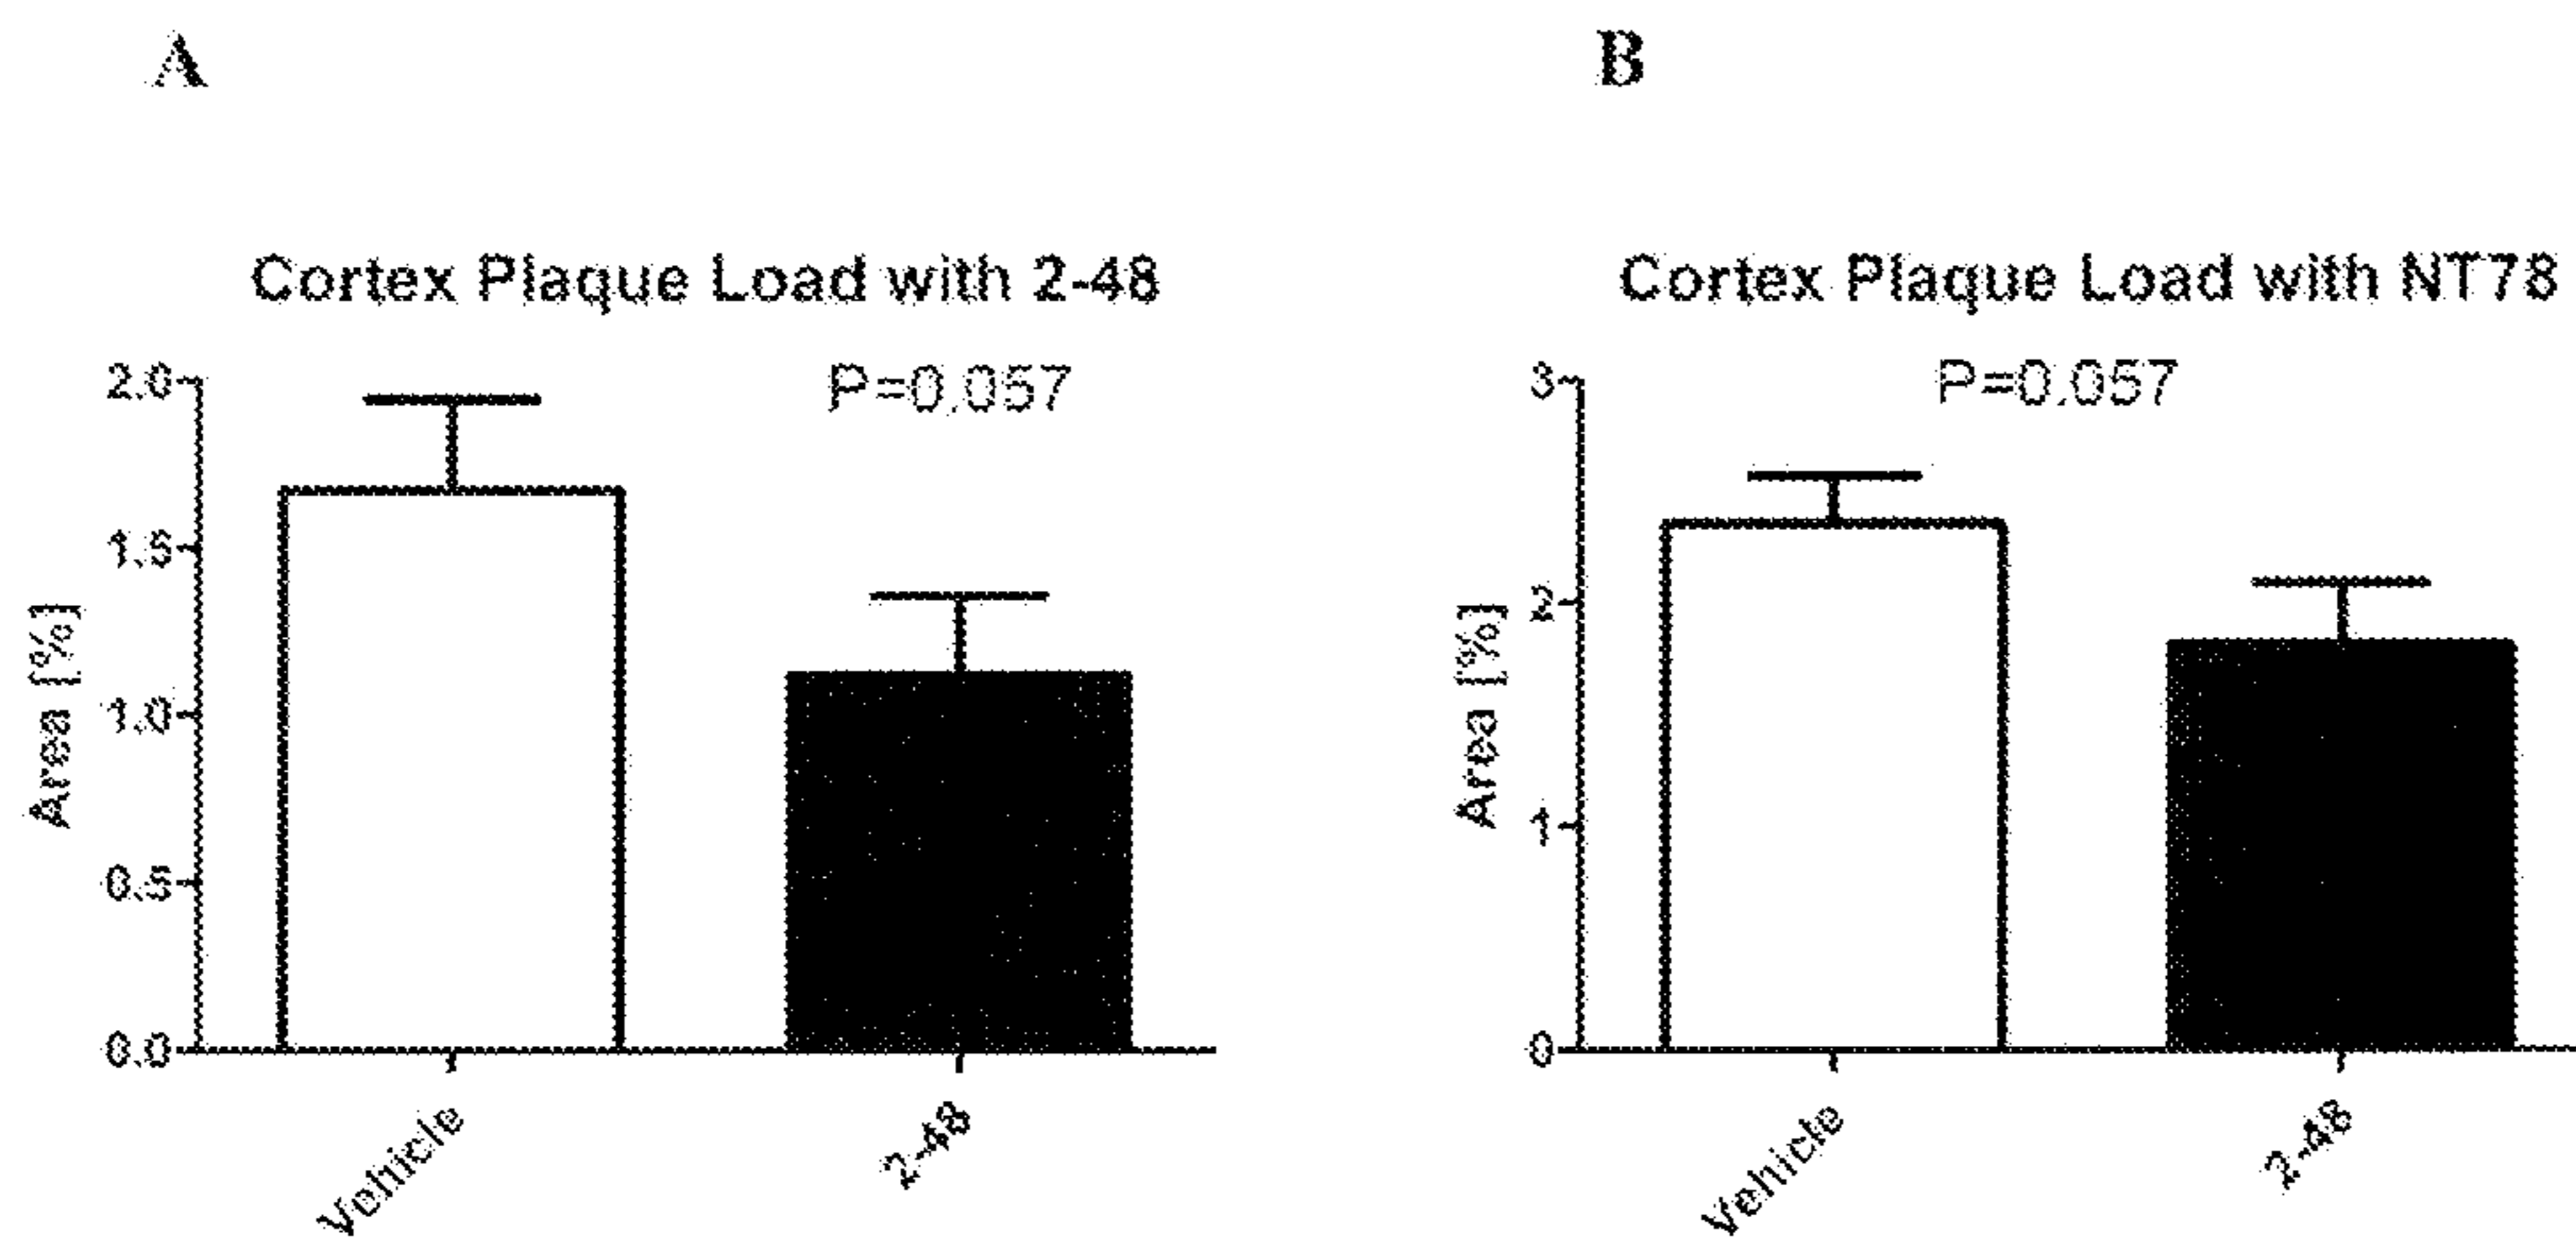 A
Cortex Plaque Load with 2-48
P=0.057
2.0
1.5
1.0
0.5
0.0
Area [%]
Vehicle
2-48
B
Cortex Plaque Load with NT78
P=0.057
3
2
1
0
Area [%]
Vehicle
2-48